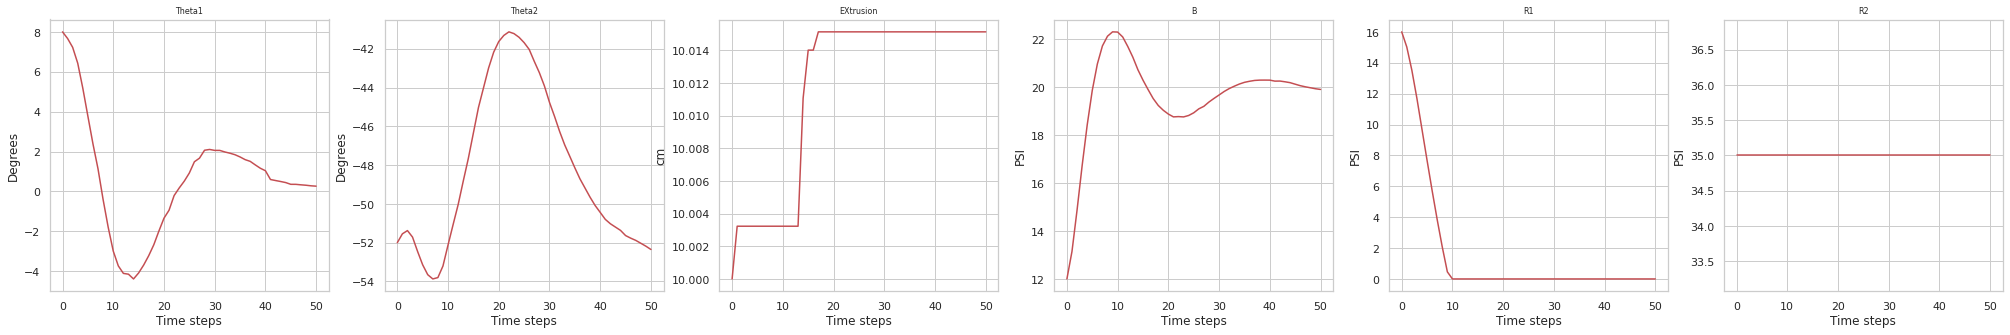 Theta1
8
6
4
2
0
−2
−4
0 10 20 30 40 50
Degrees
Time steps
Theta2
−42
−44
−46
−48
−50
−52
−54
0 10 20 30 40 50
Degrees
Time steps
EXtrusion
10.014
10.012
10.010
10.008
10.006
10.004
10.002
10.000
0 10 20 30 40 50
cm
Time steps
B
22
20
18
16
14
12
0 10 20 30 40 50
PSI
Time steps
R1
16
14
12
10
8
6
4
2
0
0 10 20 30 40 50
PSI
Time steps
R2
36.5
36.0
35.5
35.0
34.5
34.0
33.5
0 10 20 30 40 50
PSI
Time steps